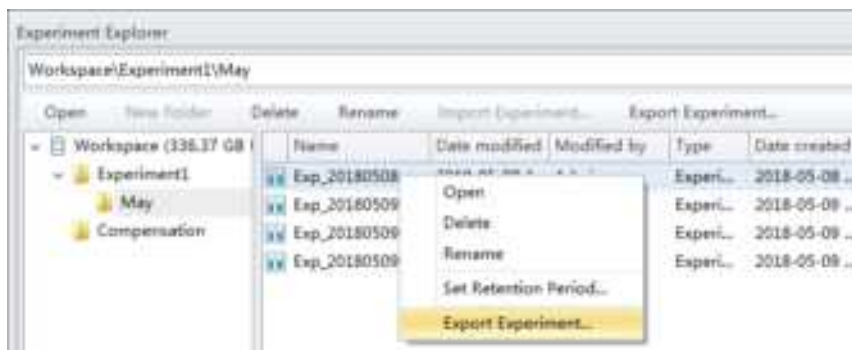 Experiment Explorer
Workspace\Experiment1\May
Open New Folder Delete Rename Import Experiment... Export Experiment...
Workspace (336.37 GB
Name Date modified Modified by Type Date created
Experiment1
May
Compensation
Exp_20180508 Experi... 2018-05-08 ...
Exp_20180509 Experi... 2018-05-09 ...
Exp_20180509 Experi... 2018-05-09 ...
Exp_20180509 Experi... 2018-05-09 ...
Open
Delete
Rename
Set Retention Period...
Export Experiment...